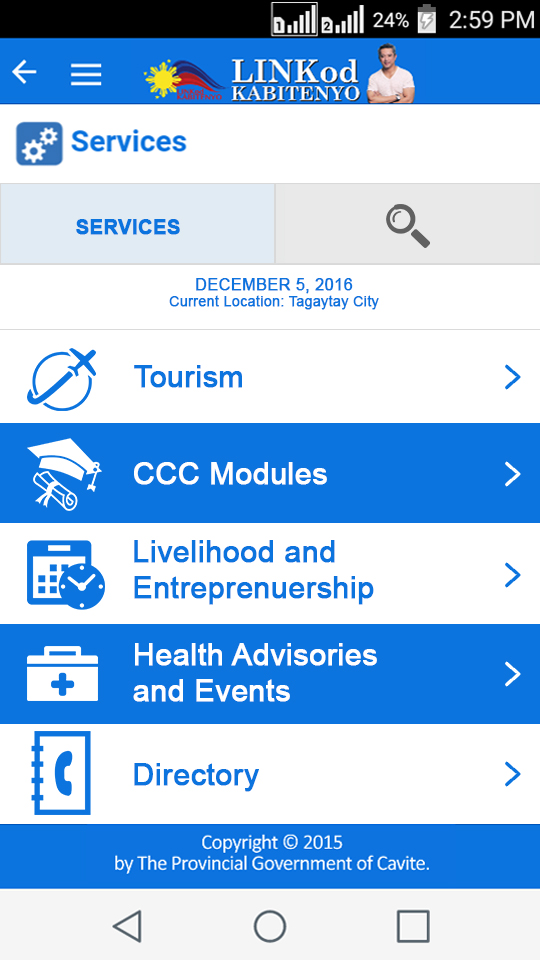 1
2
24%
2:59 PM
LINKod
KABITENYO
Services
SERVICES
DECEMBER 5, 2016
Current Location: Tagaytay City
Tourism
CCC Modules
Livelihood and
Entreprenuership
Health Advisories
and Events
Directory
Copyright © 2015
by The Provincial Government of Cavite.